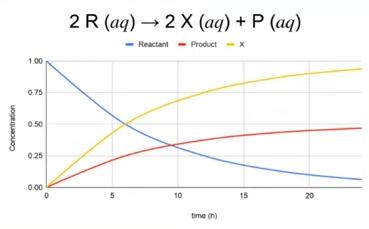 2 R (aq) → 2 X (aq) + P (aq)
Reactant Product X
1.00
0.75
0.50
0.25
0.00
Concentration
0 5 10 15 20
time (h)